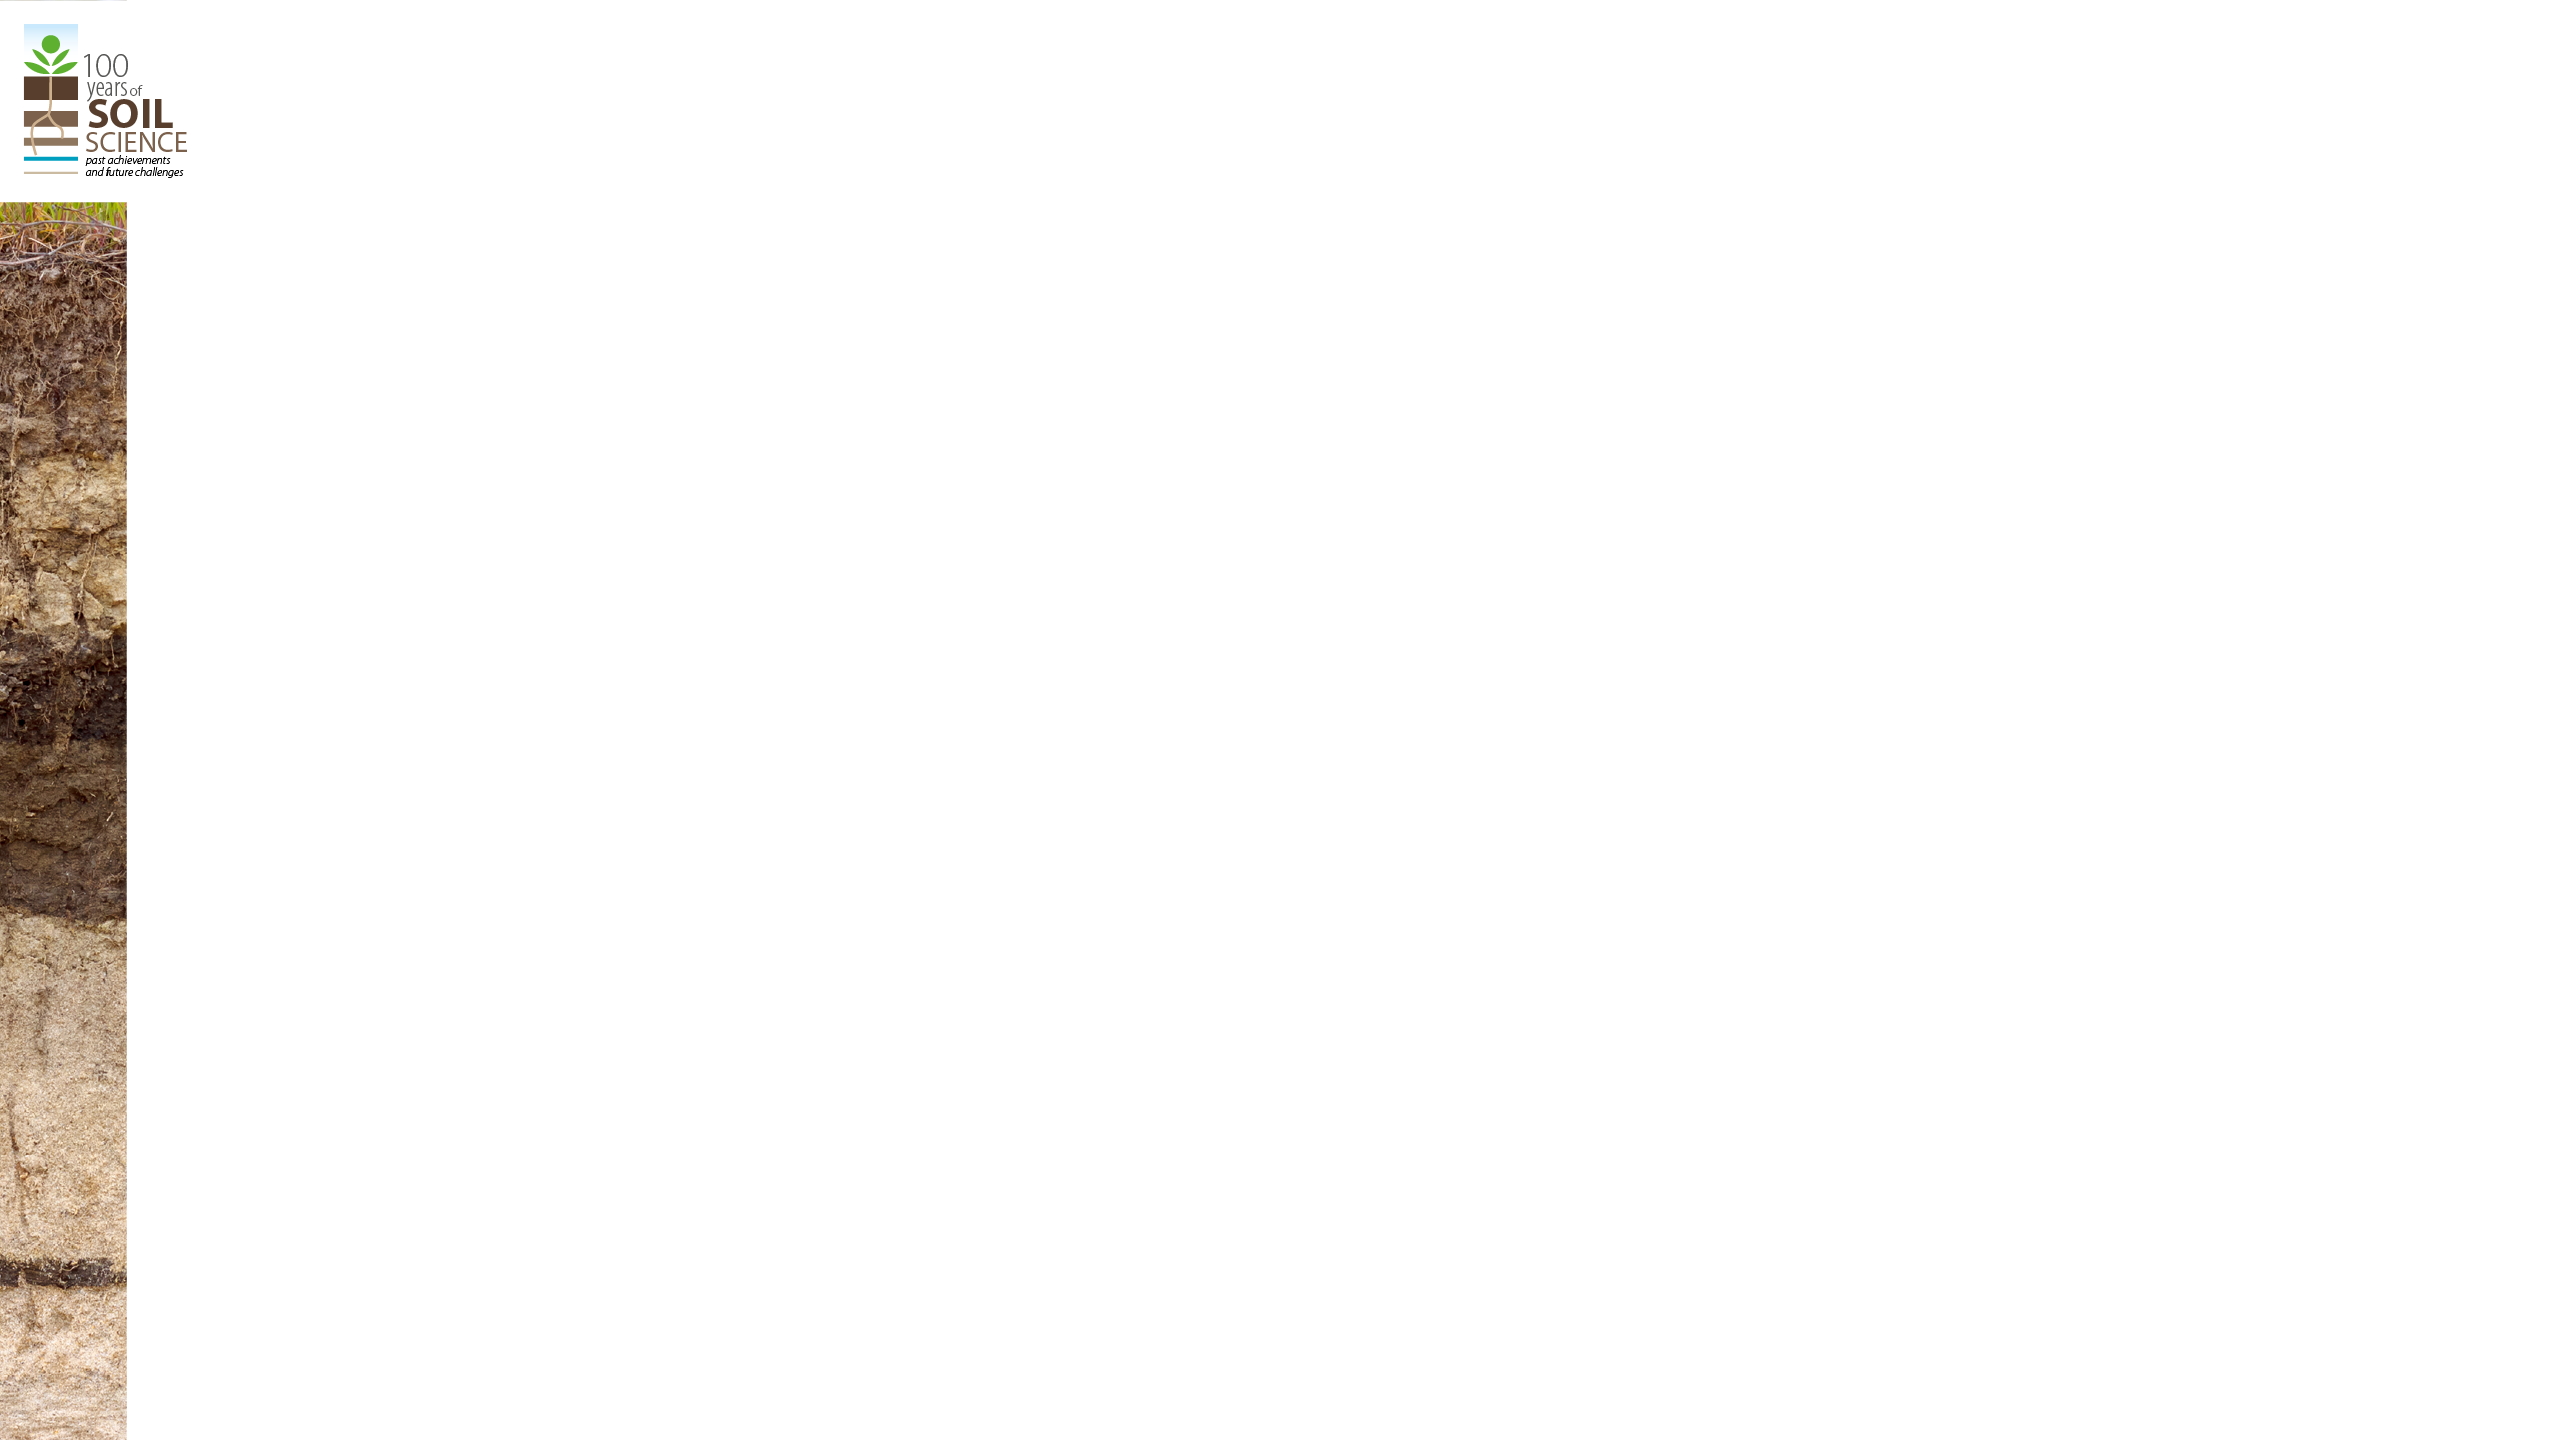 100
years of
SOIL
SCIENCE
past achievements
and future challenges